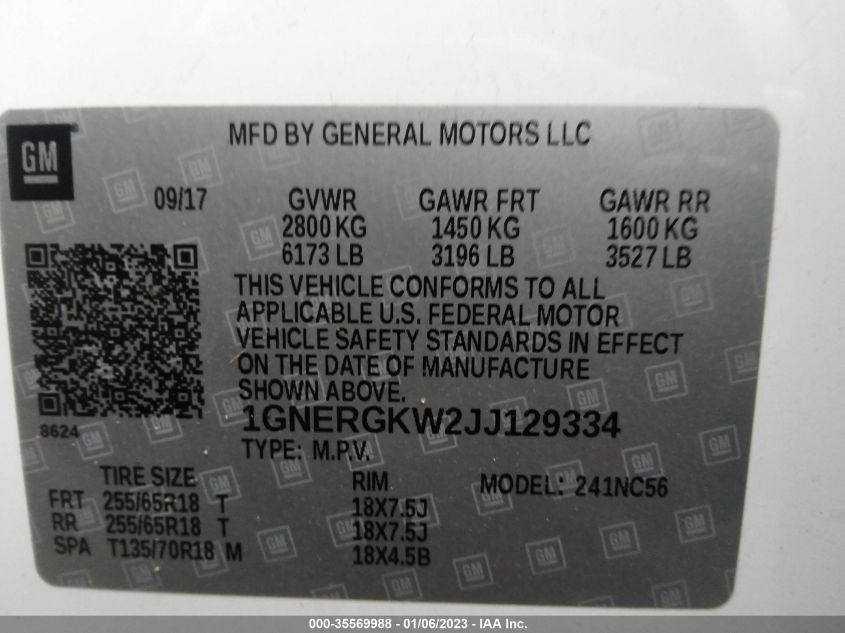 GM
MFD BY GENERAL MOTORS LLC
09/17 GVWR GAWR FRT GAWR RR
2800 KG 1450 KG 1600 KG
6173 LB 3196 LB 3527 LB
THIS VEHICLE CONFORMS TO ALL
APPLICABLE U.S. FEDERAL MOTOR
VEHICLE SAFETY STANDARDS IN EFFECT
ON THE DATE OF MANUFACTURE
SHOWN ABOVE.
8624
1GNERGKW2JJ129334
TYPE: M.P.V.
TIRE SIZE RIM MODEL: 241NC56
FRT 255/65R18 T 18X7.5J
RR 255/65R18 T 18X7.5J
SPA T135/70R18 M 18X4.5B
000-35569988 - 01/06/2023 - IAA Inc.